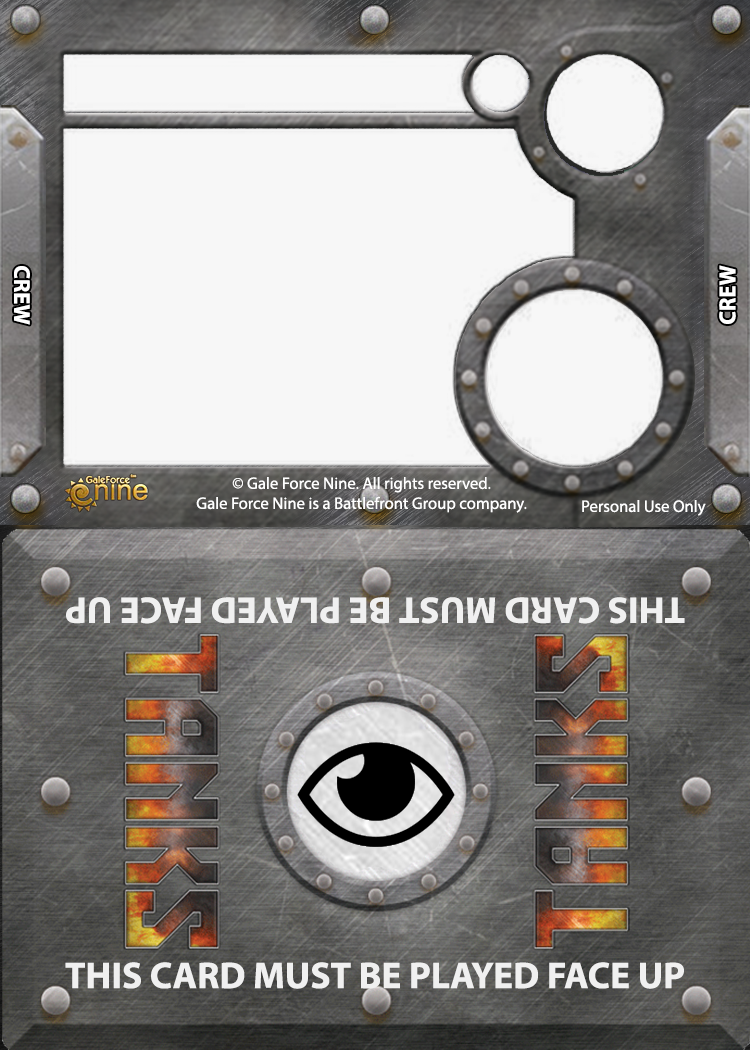 CREW
CREW
GaleForce™
nine
© Gale Force Nine. All rights reserved.
Gale Force Nine is a Battlefront Group company.
Personal Use Only
THIS CARD MUST BE PLAYED FACE UP
TANKS
TANKS
THIS CARD MUST BE PLAYED FACE UP